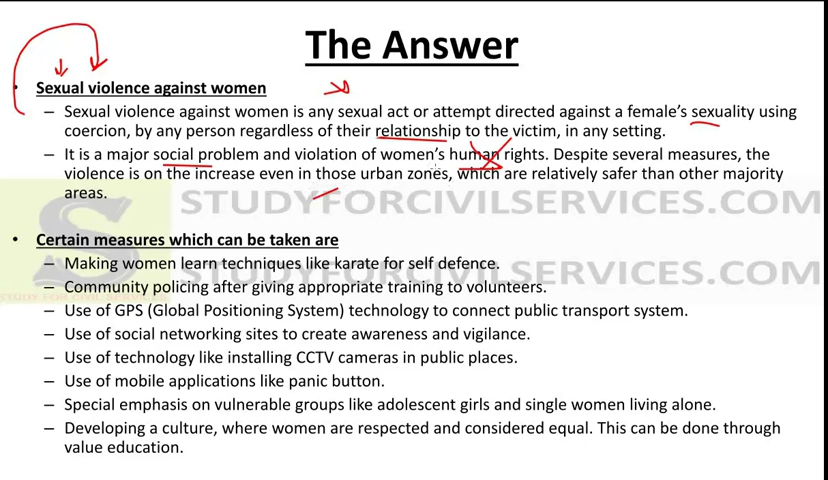 The Answer
• Sexual violence against women
– Sexual violence against women is any sexual act or attempt directed against a female's sexuality using
coercion, by any person regardless of their relationship to the victim, in any setting.
– It is a major social problem and violation of women's human rights. Despite several measures, the
violence is on the increase even in those urban zones, which are relatively safer than other majority
areas.
STUDYFORCIVILSERVICES.COM
• Certain measures which can be taken are
– Making women learn techniques like karate for self defence.
STUDYFORCIVILSERVICES.COM
– Community policing after giving appropriate training to volunteers.
STUDY FOR CIVIL SERVICES
– Use of GPS (Global Positioning System) technology to connect public transport system.
– Use of social networking sites to create awareness and vigilance.
– Use of technology like installing CCTV cameras in public places.
– Use of mobile applications like panic button.
– Special emphasis on vulnerable groups like adolescent girls and single women living alone.
– Developing a culture, where women are respected and considered equal. This can be done through
value education.